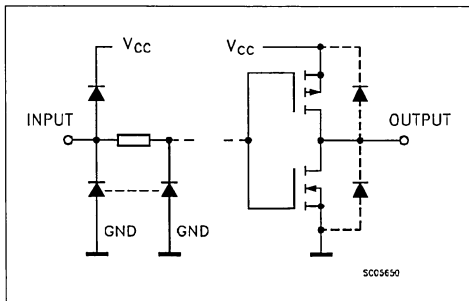 VCC
VCC
INPUT
OUTPUT
GND
GND
SC05650